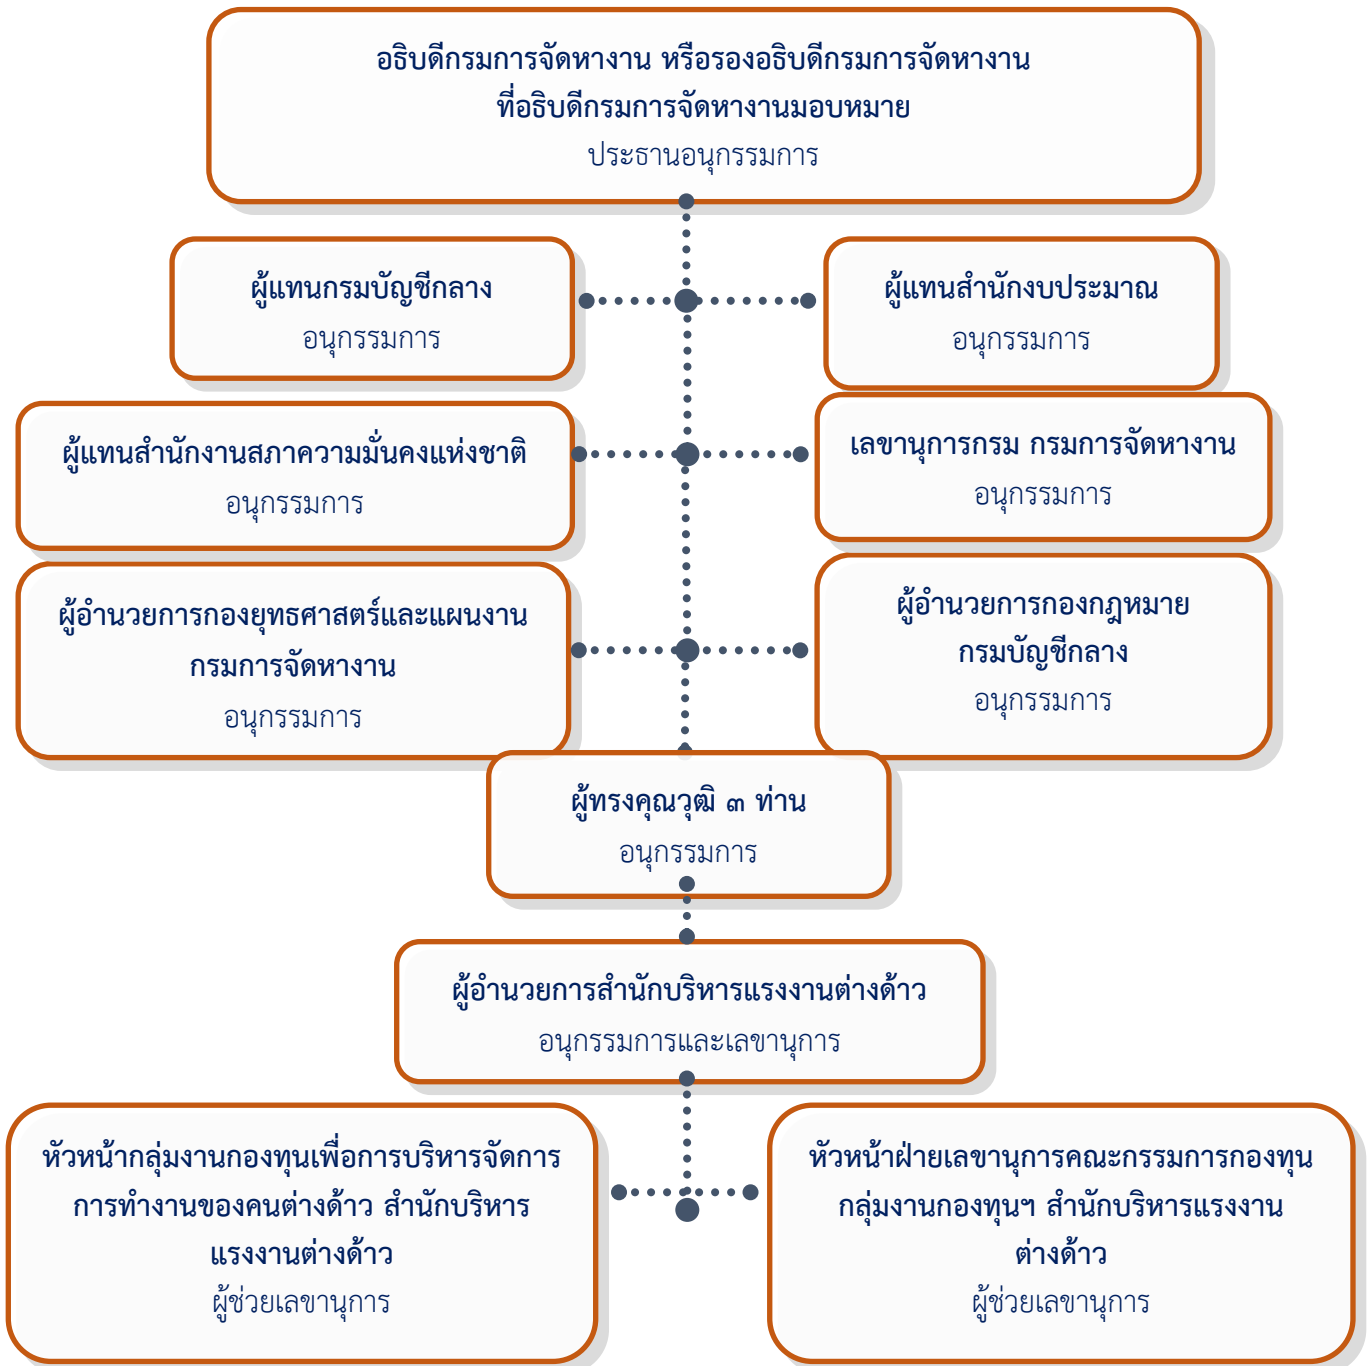 อธิบดีกรมการจัดหางาน หรือรองอธิบดีกรมการจัดหางาน
ที่อธิบดีกรมการจัดหางานมอบหมาย
ประธานอนุกรรมการ
ผู้แทนกรมบัญชีกลาง
อนุกรรมการ
ผู้แทนสำนักงบประมาณ
อนุกรรมการ
ผู้แทนสำนักงานสภาความมั่นคงแห่งชาติ
อนุกรรมการ
เลขานุการกรม กรมการจัดหางาน
อนุกรรมการ
ผู้อำนวยการกองยุทธศาสตร์และแผนงาน
กรมการจัดหางาน
อนุกรรมการ
ผู้อำนวยการกองกฎหมาย
กรมบัญชีกลาง
อนุกรรมการ
ผู้ทรงคุณวุฒิ ๓ ท่าน
อนุกรรมการ
ผู้อำนวยการสำนักบริหารแรงงานต่างด้าว
อนุกรรมการและเลขานุการ
หัวหน้ากลุ่มงานกองทุนเพื่อการบริหารจัดการ
การทำงานของคนต่างด้าว สำนักบริหาร
แรงงานต่างด้าว
ผู้ช่วยเลขานุการ
หัวหน้าฝ่ายเลขานุการคณะกรรมการกองทุน
กลุ่มงานกองทุนฯ สำนักบริหารแรงงาน
ต่างด้าว
ผู้ช่วยเลขานุการ